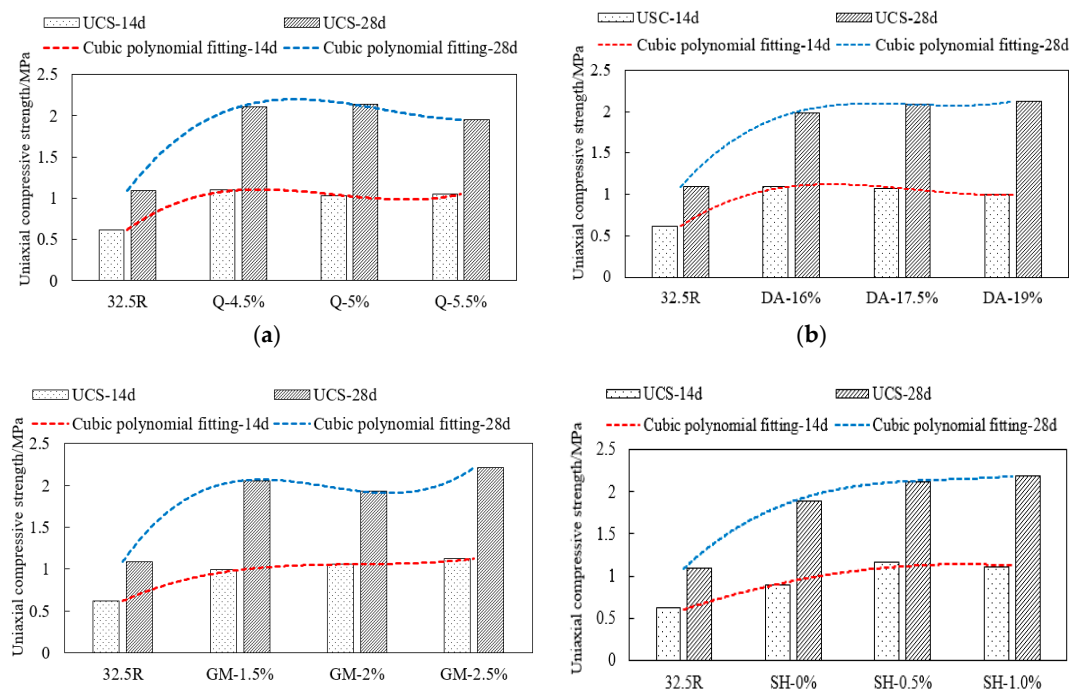 UCS-14d UCS-28d
Cubic polynomial fitting-14d Cubic polynomial fitting-28d
Uniaxial compressive strength/MPa
2.5
2
1.5
1
0.5
0
32.5R Q-4.5% Q-5% Q-5.5%
(a)
USC-14d UCS-28d
Cubic polynomial fitting-14d Cubic polynomial fitting-28d
Uniaxial compressive strength/MPa
2.5
2
1.5
1
0.5
0
32.5R DA-16% DA-17.5% DA-19%
(b)
UCS-14d UCS-28d
Cubic polynomial fitting-14d Cubic polynomial fitting-28d
Uniaxial compressive strength/MPa
2.5
2
1.5
1
0.5
0
32.5R GM-1.5% GM-2% GM-2.5%
UCS-14d UCS-28d
Cubic polynomial fitting-14d Cubic polynomial fitting-28d
Uniaxial compressive strength/MPa
2.5
2
1.5
1
0.5
0
32.5R SH-0% SH-0.5% SH-1.0%